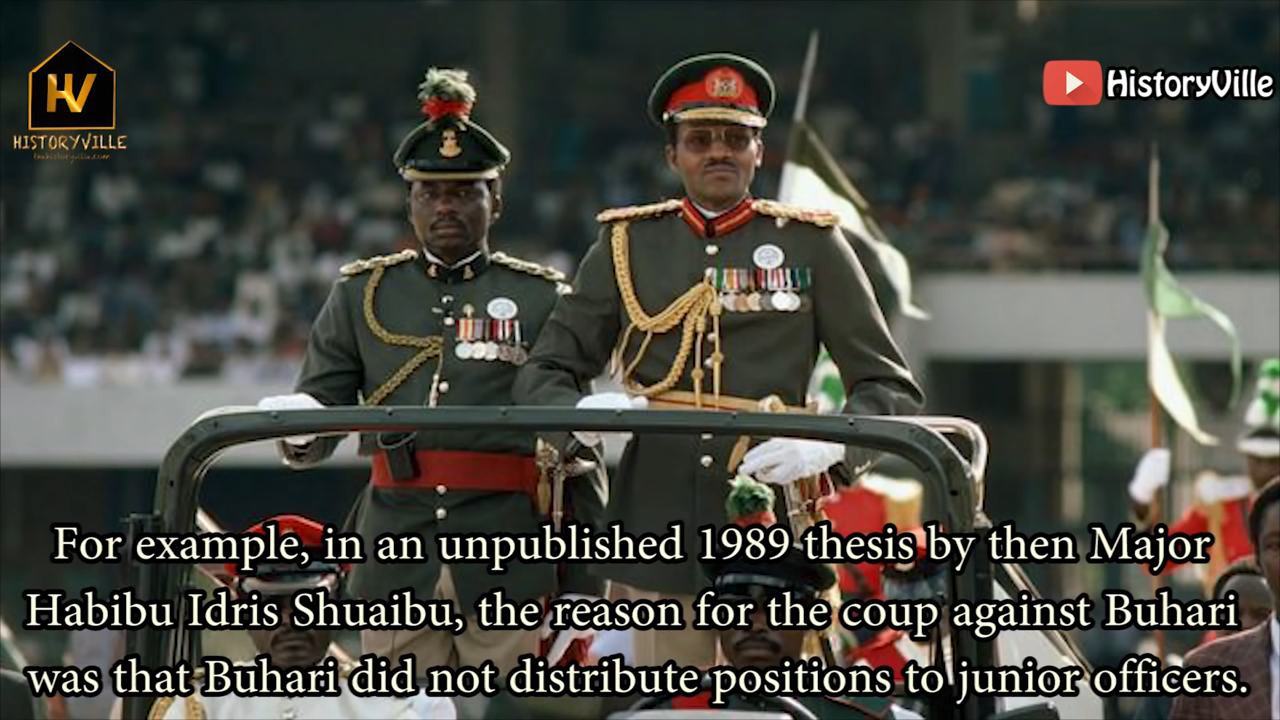 HV
HISTORYVILLE
HistoryVille
For example, in an unpublished 1989 thesis by then Major
Habibu Idris Shuaibu, the reason for the coup against Buhari
was that Buhari did not distribute positions to junior officers.